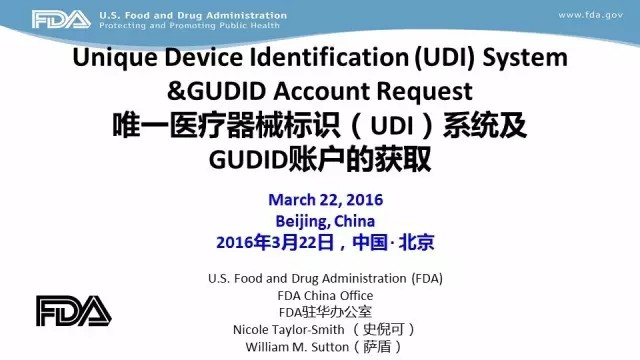 FDA
U.S. Food and Drug Administration
Protecting and Promoting Public Health
www.fda.gov
Unique Device Identification (UDI) System
&GUDID Account Request
唯一医疗器械标识（UDI）系统及
GUDID账户的获取
March 22, 2016
Beijing, China
2016年3月22日，中国· 北京
U.S. Food and Drug Administration (FDA)
FDA China Office
FDA驻华办公室
Nicole Taylor-Smith （史倪可）
William M. Sutton（萨盾）
FDA